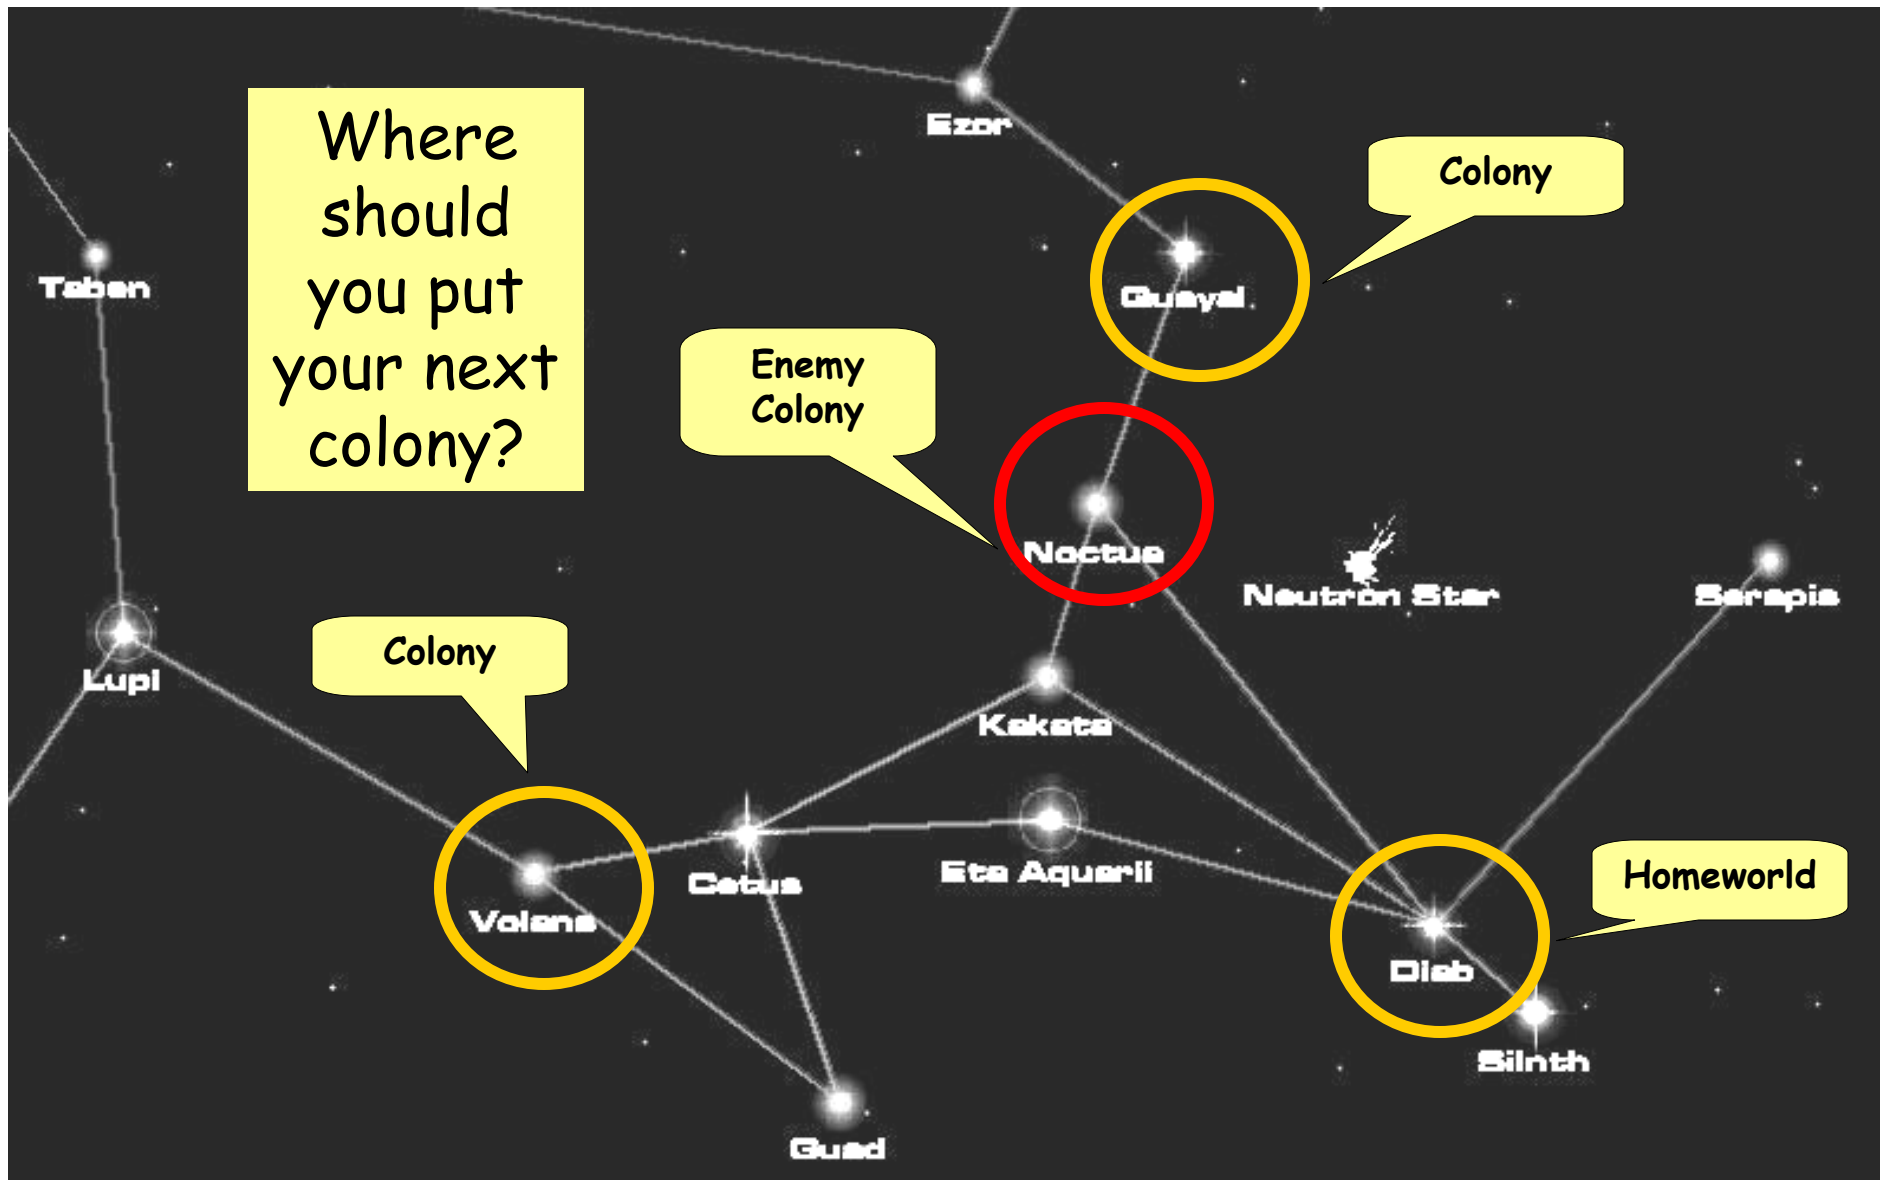 Where
should
you put
your next
colony?
Ezor
Colony
Taben
Quayal
Enemy
Colony
Noctua
Neutron Star
Serapis
Colony
Lupi
Kakata
Eta Aquarii
Cetus
Homeworld
Volans
Diab
Silnth
Guad